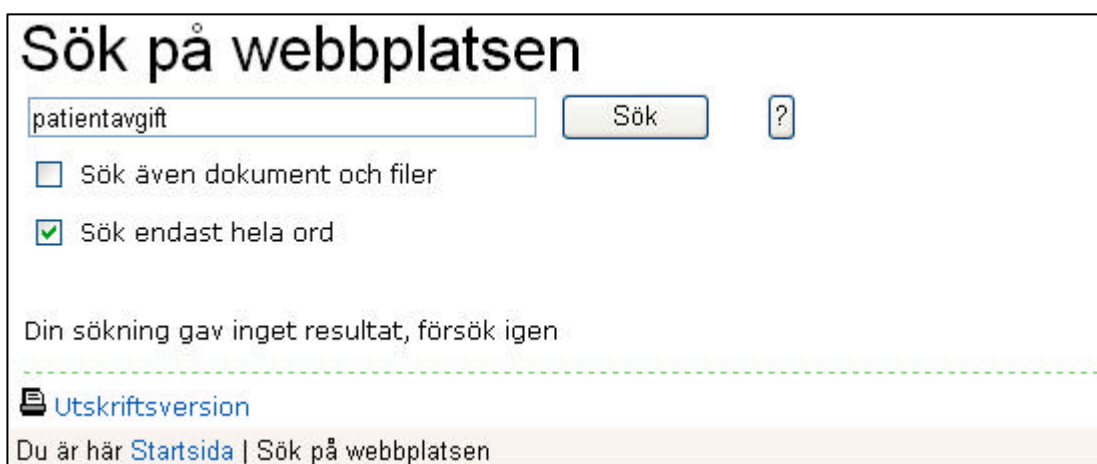 Sök på webbplatsen
patientavgift Sök ?
Sök även dokument och filer
Sök endast hela ord
Din sökning gav inget resultat, försök igen
Utskriftsversion
Du är här Startsida | Sök på webbplatsen